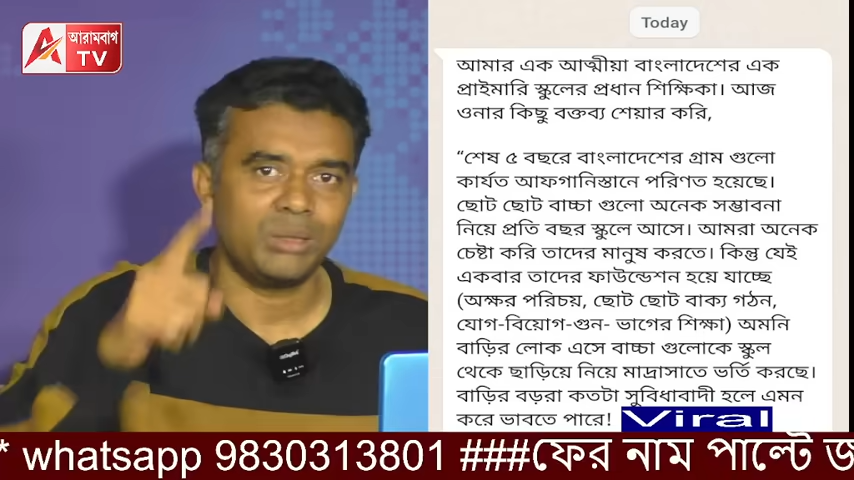 আরামবাগ
TV
Today
আমার এক আত্মীয়া বাংলাদেশের এক
প্রাইমারি স্কুলের প্রধান শিক্ষিকা। আজ
ওনার কিছু বক্তব্য শেয়ার করি,
“শেষ ৫ বছরে বাংলাদেশের গ্রাম গুলো
কার্যত আফগানিস্তানে পরিণত হয়েছে।
ছোট ছোট বাচ্চা গুলো অনেক সম্ভাবনা
নিয়ে প্রতি বছর স্কুলে আসে। আমরা অনেক
চেষ্টা করি তাদের মানুষ করতে। কিন্তু যেই
একবার তাদের ফাউন্ডেশন হয়ে যাচ্ছে
(অক্ষর পরিচয়, ছোট ছোট বাক্য গঠন,
যোগ-বিয়োগ-গুন- ভাগের শিক্ষা) অমনি
বাড়ির লোক এসে বাচ্চা গুলোকে স্কুল
থেকে ছাড়িয়ে নিয়ে মাদ্রাসাতে ভর্তি করছে।
বাড়ির বড়রা কতটা সুবিধাবাদী হলে এমন
করে ভাবতে পারে!
Viral
* whatsapp 9830313801 ###ফের নাম পাল্টে